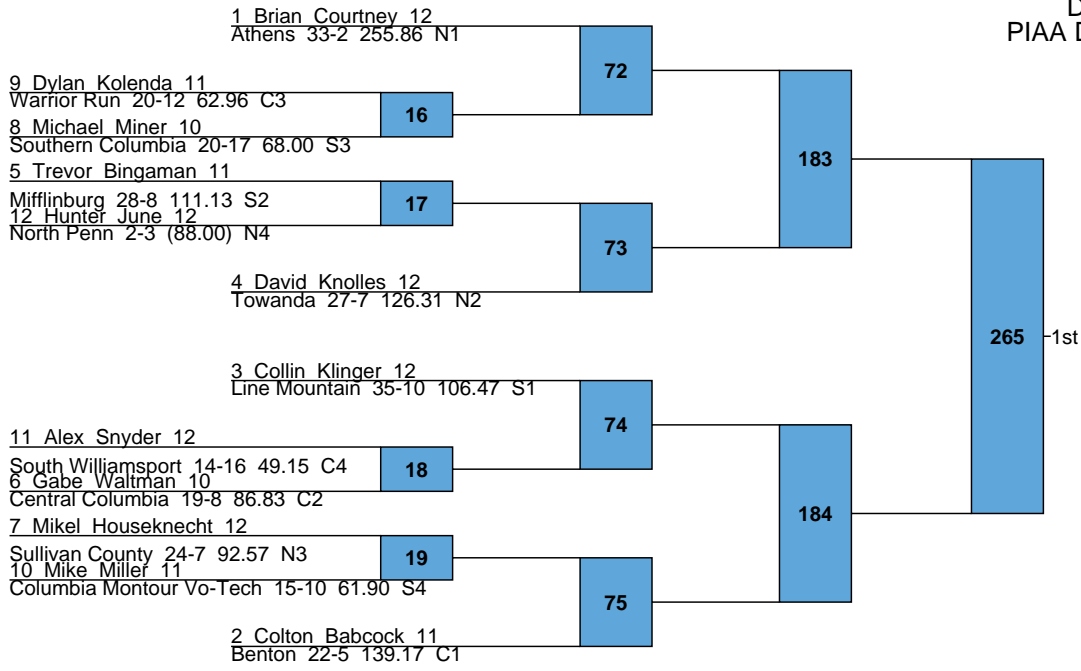 D
PIAA D
1 Brian Courtney 12
Athens 33-2 255.86 N1
72
9 Dylan Kolenda 11
Warrior Run 20-12 62.96 C3
16
8 Michael Miner 10
Southern Columbia 20-17 68.00 S3
183
5 Trevor Bingaman 11
Mifflinburg 28-8 111.13 S2
17
12 Hunter June 12
North Penn 2-3 (88.00) N4
73
4 David Knolles 12
Towanda 27-7 126.31 N2
265
1st
3 Collin Klinger 12
Line Mountain 35-10 106.47 S1
74
11 Alex Snyder 12
South Williamsport 14-16 49.15 C4
18
6 Gabe Waltman 10
Central Columbia 19-8 86.83 C2
184
7 Mikel Houseknecht 12
Sullivan County 24-7 92.57 N3
19
10 Mike Miller 11
Columbia Montour Vo-Tech 15-10 61.90 S4
75
2 Colton Babcock 11
Benton 22-5 139.17 C1